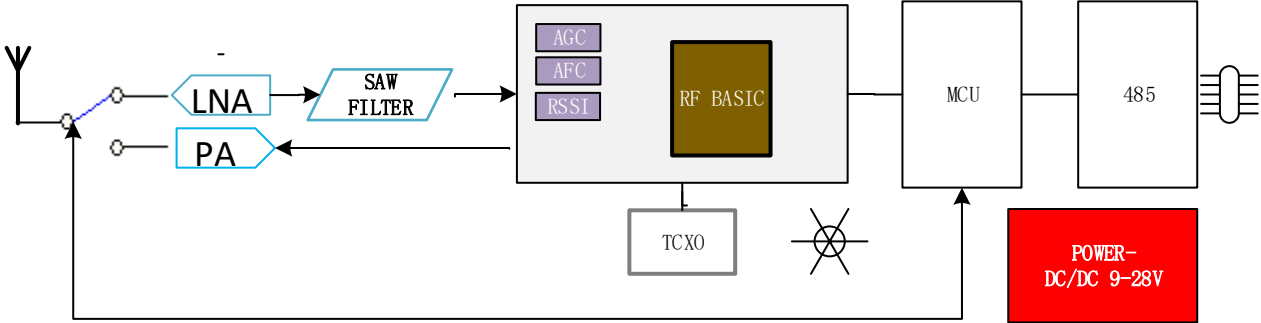 AGC
AFC
RSSI
RF BASIC
LNA
SAW
FILTER
PA
MCU
485
TCXO
POWER-
DC/DC 9-28V